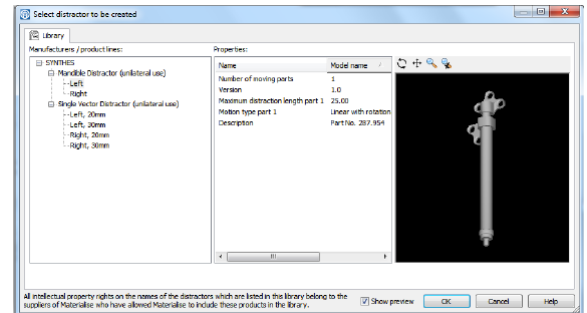 Select distractor to be created
Library
Manufacturers / product lines:
Properties:
SYNTHES
Mandible Distractor (unilateral use)
Left
Right
Single Vector Distractor (unilateral use)
Left, 20mm
Left, 30mm
Right, 20mm
Right, 30mm
Name Model name
Number of moving parts 1
Version 1.0
Maximum distraction length part 1 25.00
Motion type part 1 Linear with rotation
Description Part No. 287.954
All intellectual property rights on the names of the distractors which are listed in this library belong to the
suppliers of Materialise who have allowed Materialise to include these products in the library.
Show preview OK Cancel Help